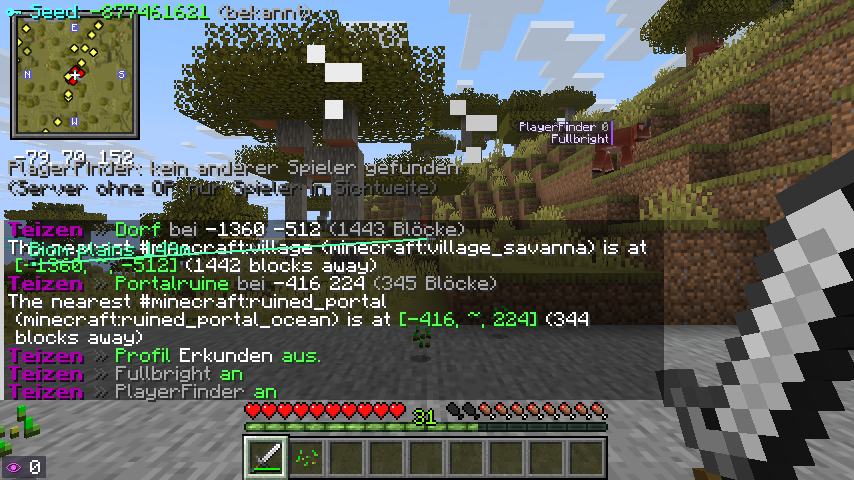 Seed: -877461621 (bekannt)
E
N
S
W
-73 79 152
PlayerFinder 0
Fullbright
PlayerFinder: kein anderer Spieler gefunden
(Server ohne OP: nur Spieler in Sichtweite)
Teizen » Dorf bei -1360 -512 (1443 Blöcke)
#minecraft:village (minecraft:village_savanna) is at
[-1360, ~, -512] (1442 blocks away)
Teizen » Portalruine bei -416 224 (345 Blöcke)
The nearest #minecraft:ruined_portal
(minecraft:ruined_portal_ocean) is at [-416, ~, 224] (344
blocks away)
Teizen » Profil Erkunden aus.
Teizen » Fullbright an
Teizen » PlayerFinder an
31
0